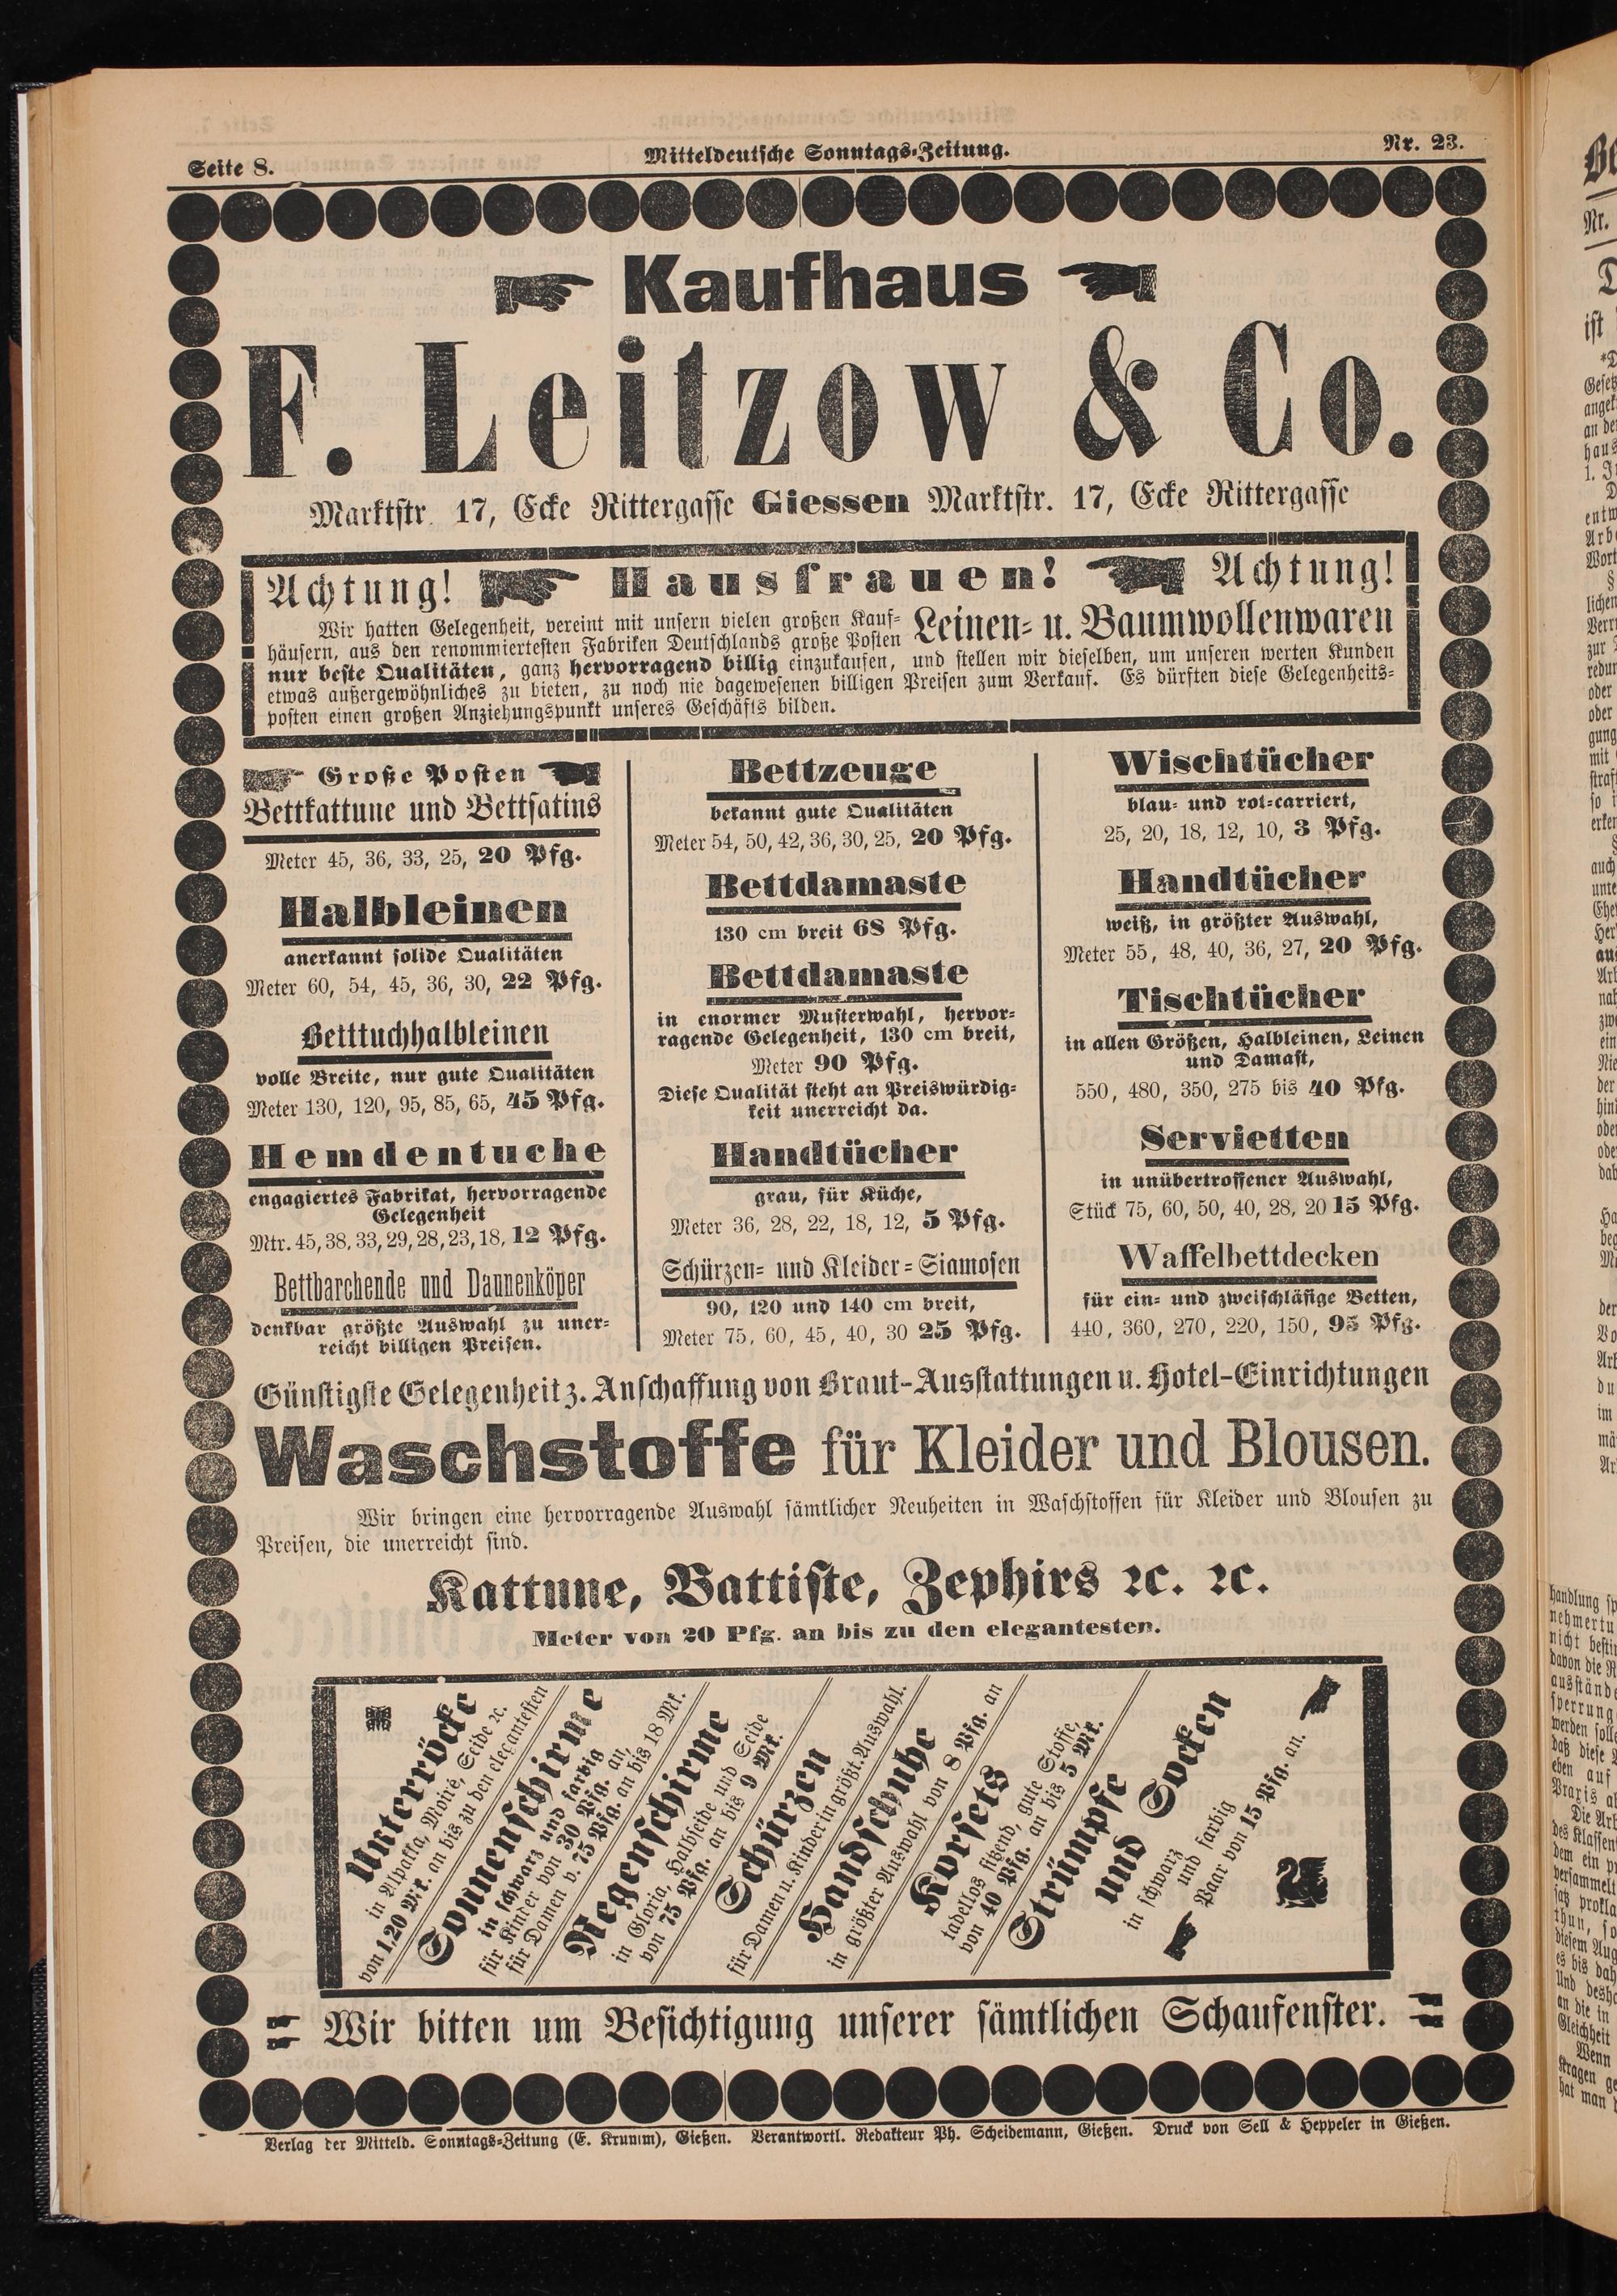 Seite 8.
Mitteldeutsche Sonntags-Zeitung.
Nr. 23.
Kaufhaus
F. Leitzow & Co.
Marktstr. 17, Ecke Rittergasse Giessen Marktstr. 17, Ecke Rittergasse
Achtung! Hausfrauen! Achtung!
Wir hatten Gelegenheit, vereint mit unsern vielen großen Kauf-
häusern, aus den renommiertesten Fabriken Deutschlands große Posten Leinen- u. Baumwollenwaren
nur beste Qualitäten, ganz hervorragend billig einzukaufen, und stellen wir dieselben, um unseren werten Kunden
etwas außergewöhnliches zu bieten, zu noch nie dagewesenen billigen Preisen zum Verkauf. Es dürften diese Gelegenheits-
posten einen großen Anziehungspunkt unseres Geschäfts bilden.
Große Posten
Bettkattune und Bettsatins
Meter 45, 36, 33, 25, 20 Pfg.
Halbleinen
anerkannt solide Qualitäten
Meter 60, 54, 45, 36, 30, 22 Pfg.
Betttuchhalbleinen
volle Breite, nur gute Qualitäten
Meter 130, 120, 95, 85, 65, 45 Pfg.
Hemdentuche
engagiertes Fabrikat, hervorragende
Gelegenheit
Mtr. 45, 38, 33, 29, 28, 23, 18, 12 Pfg.
Bettbarchende und Daunenköper
denkbar größte Auswahl zu uner-
reicht billigen Preisen.
Bettzeuge
bekannt gute Qualitäten
Meter 54, 50, 42, 36, 30, 25, 20 Pfg.
Bettdamaste
130 cm breit 68 Pfg.
Bettdamaste
in enormer Musterwahl, hervor-
ragende Gelegenheit, 130 cm breit,
Meter 90 Pfg.
Diese Qualität steht an Preiswürdig-
keit unerreicht da.
Handtücher
grau, für Küche,
Meter 36, 28, 22, 18, 12, 5 Pfg.
Schürzen- und Kleider-Siamosen
90, 120 und 140 cm breit,
Meter 75, 60, 45, 40, 30 25 Pfg.
Wischtücher
blau- und rot-carriert,
25, 20, 18, 12, 10, 3 Pfg.
Handtücher
weiß, in größter Auswahl,
Meter 55, 48, 40, 36, 27, 20 Pfg.
Tischtücher
in allen Größen, Halbleinen, Leinen
und Damast,
550, 480, 350, 275 bis 40 Pfg.
Servietten
in unübertroffener Auswahl,
Stück 75, 60, 50, 40, 28, 20 15 Pfg.
Waffelbettdecken
für ein- und zweischläfige Betten,
440, 360, 270, 220, 150, 95 Pfg.
Günstigste Gelegenheit z. Anschaffung von Braut-Ausstattungen u. Hotel-Einrichtungen
Waschstoffe für Kleider und Blousen.
Wir bringen eine hervorragende Auswahl sämtlicher Neuheiten in Waschstoffen für Kleider und Blousen zu
Preisen, die unerreicht sind.
Kattune, Battiste, Zephirs ꝛc. ꝛc.
Meter von 20 Pfg. an bis zu den elegantesten.
Unterröcke
in Alpakka, Moiré, Seide ꝛc.
von 1,20 Mk. an bis zu den elegantesten
Sonnenschirme
in schwarz und farbig
für Kinder von 30 Pfg. an,
für Damen v. 75 Pfg. an bis 18 Mk.
Regenschirme
in Gloria, Halbseide und Seide
von 75 Pfg. an bis 9 Mk.
Schürzen
für Damen u. Kinder in größt. Auswahl.
Handschuhe
in größter Auswahl von 8 Pfg. an
Korsets
tadellos sitzend, gute Stoffe,
von 40 Pfg. an bis 5 Mk.
Strümpfe
und Socken
in schwarz
und farbig
Paar von 15 Pfg. an.
Wir bitten um Besichtigung unserer sämtlichen Schaufenster.
Verlag der Mitteld. Sonntags-Zeitung (E. Krumm), Gießen. Verantwortl. Redakteur Ph. Scheidemann, Gießen. Druck von Sell & Heppeler in Gießen.